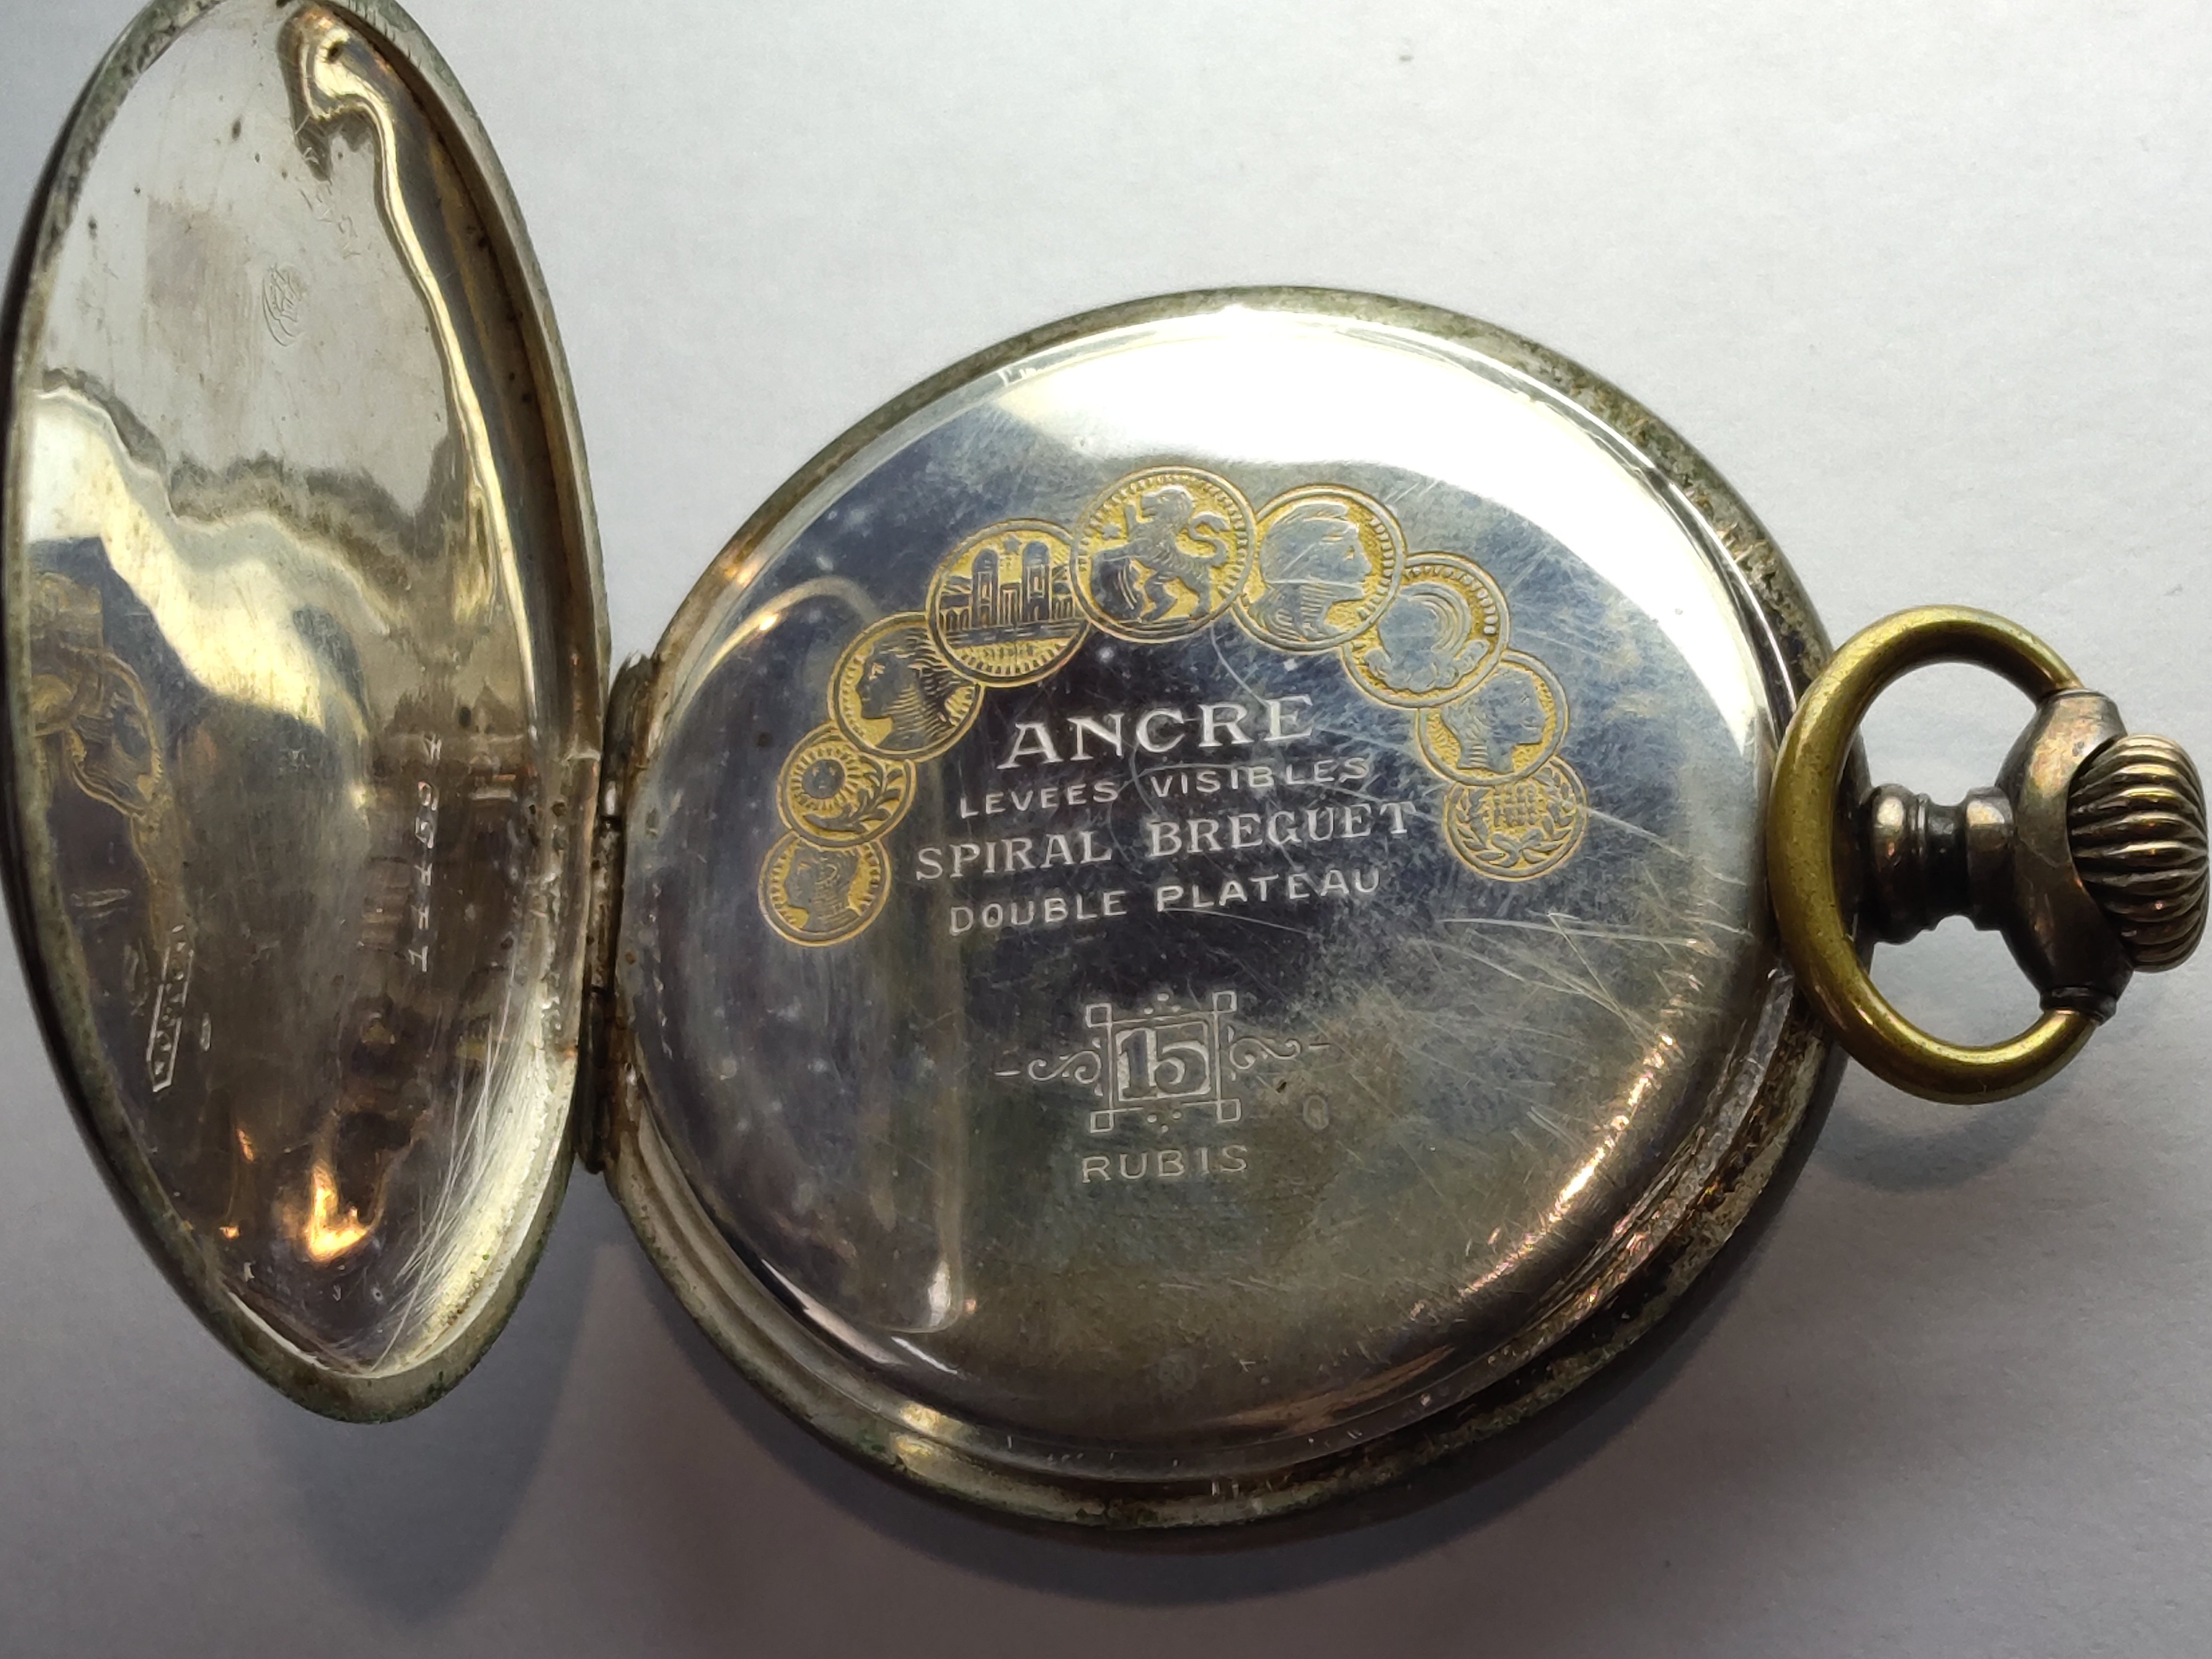 ANCRE
LEVEES VISIBLES
SPIRAL BREGUET
DOUBLE PLATEAU
15
RUBIS